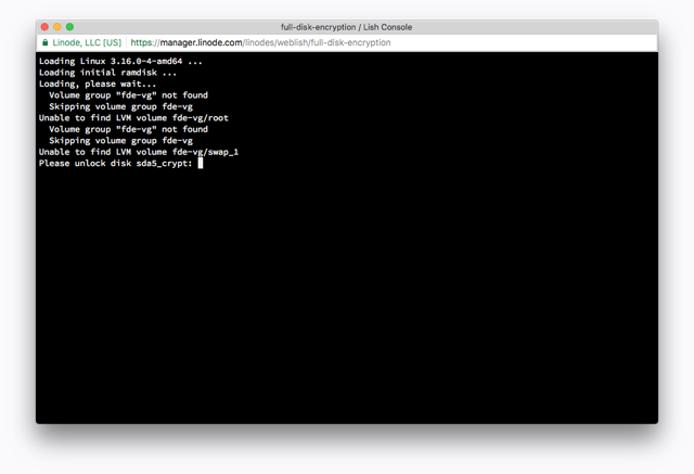 full-disk-encryption / Lish Console
Linode, LLC [US] https://manager.linode.com/linodes/weblish/full-disk-encryption
Loading Linux 3.16.0-4-amd64 ...
Loading initial ramdisk ...
Loading, please wait...
Volume group "fde-vg" not found
Skipping volume group fde-vg
Unable to find LVM volume fde-vg/root
Volume group "fde-vg" not found
Skipping volume group fde-vg
Unable to find LVM volume fde-vg/swap_1
Please unlock disk sda5_crypt: